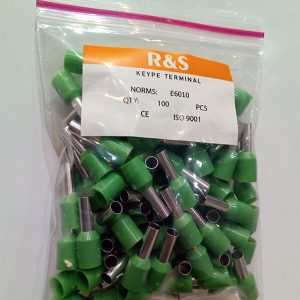 R&S
KEYPE TERMINAL
NORMS: E6010
QTY: 100 PCS
CE ISO 9001